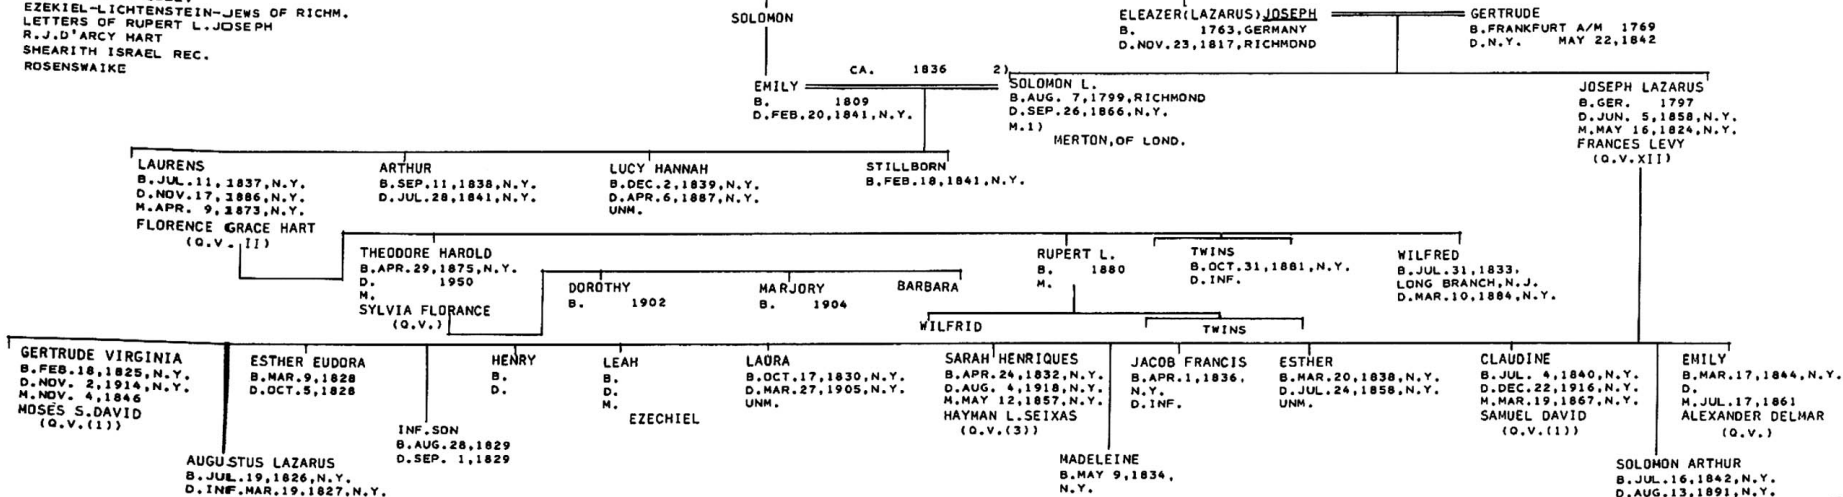 EZEKIEL-LICHTENSTEIN-JEWS OF RICHM.
LETTERS OF RUPERT L.JOSEPH
R.J.D'ARCY HART
SHEARITH ISRAEL REC.
ROSENSWAIKE
SOLOMON
ELEAZER(LAZARUS)JOSEPH
B. 1763,GERMANY
D.NOV.23,1817,RICHMOND
GERTRUDE
B.FRANKFURT A/M 1769
D.N.Y. MAY 22,1842
CA. 1836 2)
EMILY
B. 1809
D.FEB.20,1841,N.Y.
SOLOMON L.
B.AUG. 7,1799,RICHMOND
D.SEP.26,1866,N.Y.
M.1)
MERTON,OF LOND.
JOSEPH LAZARUS
B.GER. 1797
D.JUN. 5,1858,N.Y.
M.MAY 16,1824,N.Y.
FRANCES LEVY
(Q.V.XII)
LAURENS
B.JUL.11,1837,N.Y.
D.NOV.17,1886,N.Y.
M.APR. 9,1873,N.Y.
FLORENCE GRACE HART
(Q.V. II)
ARTHUR
B.SEP.11,1838,N.Y.
D.JUL.28,1841,N.Y.
LUCY HANNAH
B.DEC.2,1839,N.Y.
D.APR.6,1887,N.Y.
UNM.
STILLBORN
B.FEB.18,1841,N.Y.
THEODORE HAROLD
B.APR.29,1875,N.Y.
D. 1950
M.
SYLVIA FLORANCE
(Q.V.)
DOROTHY
B. 1902
MARJORY
B. 1904
BARBARA
RUPERT L.
B. 1880
M.
TWINS
B.OCT.31,1881,N.Y.
D.INF.
WILFRED
B.JUL.31,1833,
LONG BRANCH,N.J.
D.MAR.10,1884,N.Y.
WILFRID
TWINS
GERTRUDE VIRGINIA
B.FEB.18,1825,N.Y.
D.NOV. 2,1914,N.Y.
M.NOV. 4,1846
MOSES S.DAVID
(Q.V.(1))
AUGUSTUS LAZARUS
B.JUL.19,1826,N.Y.
D.INF.MAR.19.1827,N.Y.
ESTHER EUDORA
B.MAR.9,1828
D.OCT.5,1828
INF.SON
B.AUG.28,1829
D.SEP. 1,1829
HENRY
B.
D.
LEAH
B.
D.
M.
EZECHIEL
LAURA
B.OCT.17,1830,N.Y.
D.MAR.27,1905,N.Y.
UNM.
SARAH HENRIQUES
B.APR.24,1832,N.Y.
D.AUG. 4,1918,N.Y.
M.MAY 12,1857,N.Y.
HAYMAN L.SEIXAS
(Q.V.(3))
MADELEINE
B.MAY 9,1834,
N.Y.
JACOB FRANCIS
B.APR.1,1836,
N.Y.
D.INF.
ESTHER
B.MAR.20,1838,N.Y.
D.JUL.24,1858,N.Y.
UNM.
CLAUDINE
B.JUL. 4,1840,N.Y.
D.DEC.22,1916,N.Y.
M.MAR.19,1867,N.Y.
SAMUEL DAVID
(Q.V.(1))
SOLOMON ARTHUR
B.JUL.16,1842,N.Y.
D.AUG.13,1891,N.Y.
EMILY
B.MAR.17,1844,N.Y.
D.
M.JUL.17,1861
ALEXANDER DELMAR
(Q.V.)